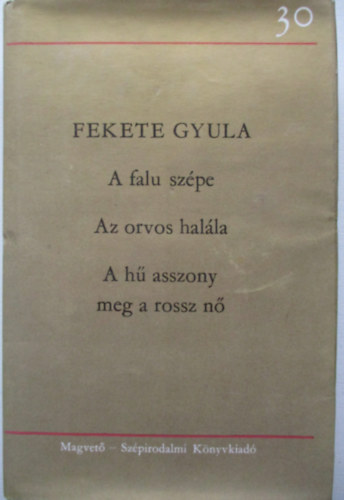 30
FEKETE GYULA
A falu szépe
Az orvos halála
A hű asszony
meg a rossz nő
Magvető – Szépirodalmi Könyvkiadó